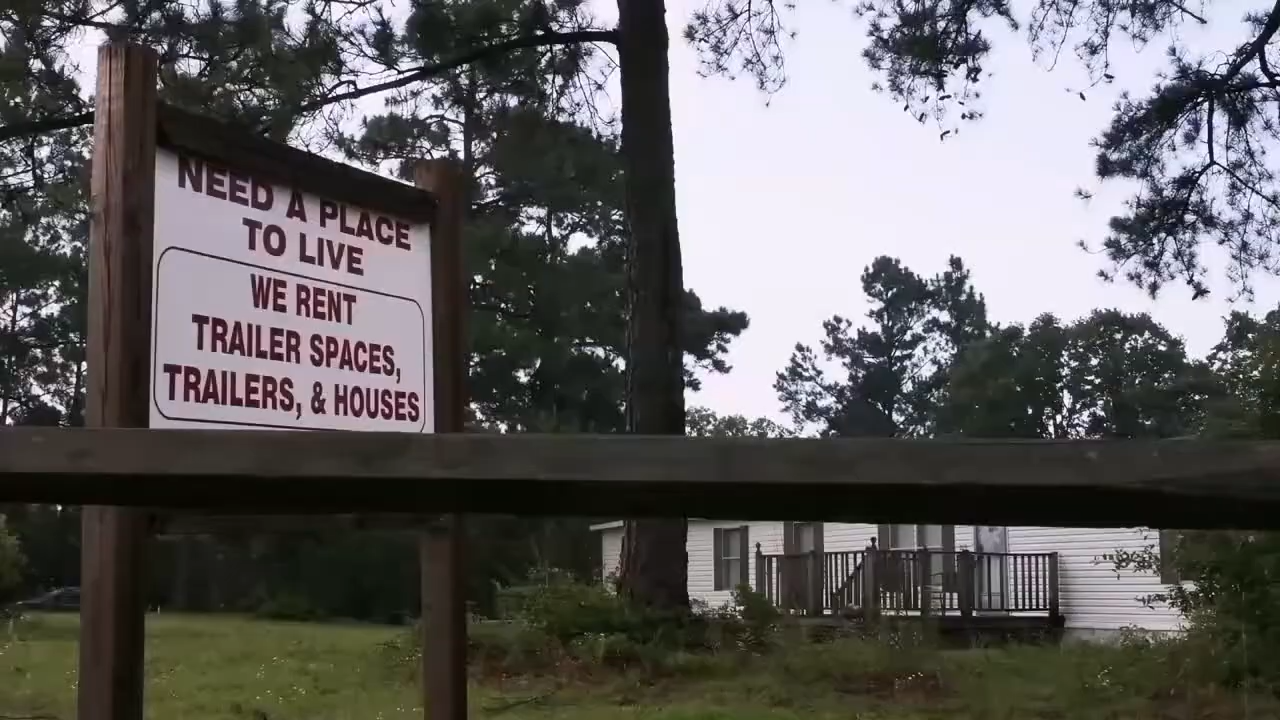 NEED A PLACE
TO LIVE
WE RENT
TRAILER SPACES,
TRAILERS, & HOUSES